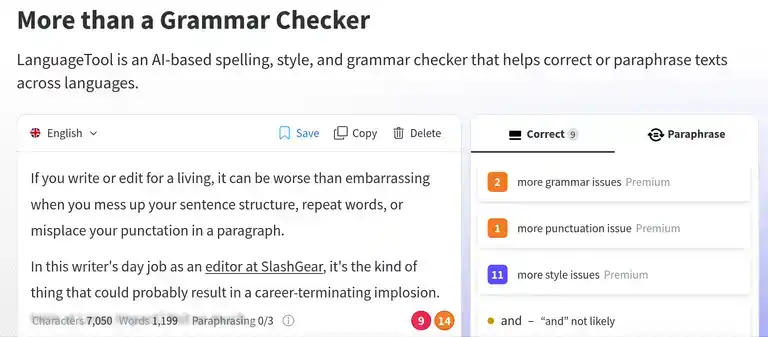 More than a Grammar Checker
LanguageTool is an AI-based spelling, style, and grammar checker that helps correct or paraphrase texts
across languages.
English
Save
Copy
Delete
Correct 9
Paraphrase
If you write or edit for a living, it can be worse than embarrassing
when you mess up your sentence structure, repeat words, or
misplace your punctuation in a paragraph.
In this writer's day job as an editor at SlashGear, it's the kind of
thing that could probably result in a career-terminating implosion.
Characters 7,050 Words 1,199 Paraphrasing 0/3
9 14
2 more grammar issues Premium
1 more punctuation issue Premium
11 more style issues Premium
and – “and” not likely